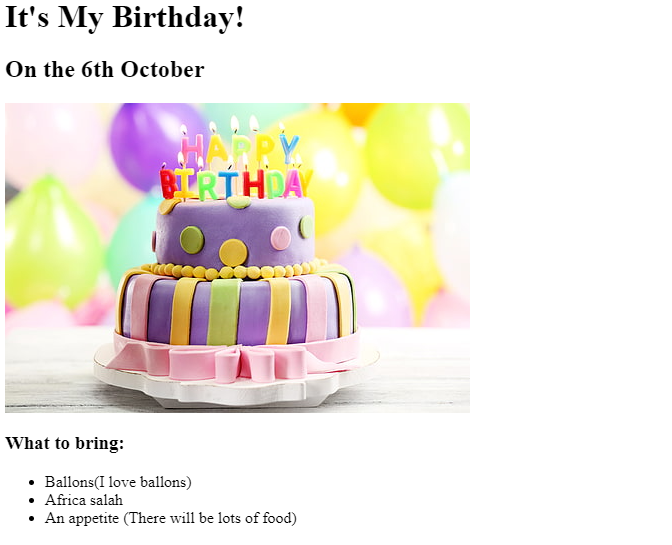 It's My Birthday!
On the 6th October
HAPPY
BIRTHDAY
What to bring:
Ballons(I love ballons)
Africa salah
An appetite (There will be lots of food)